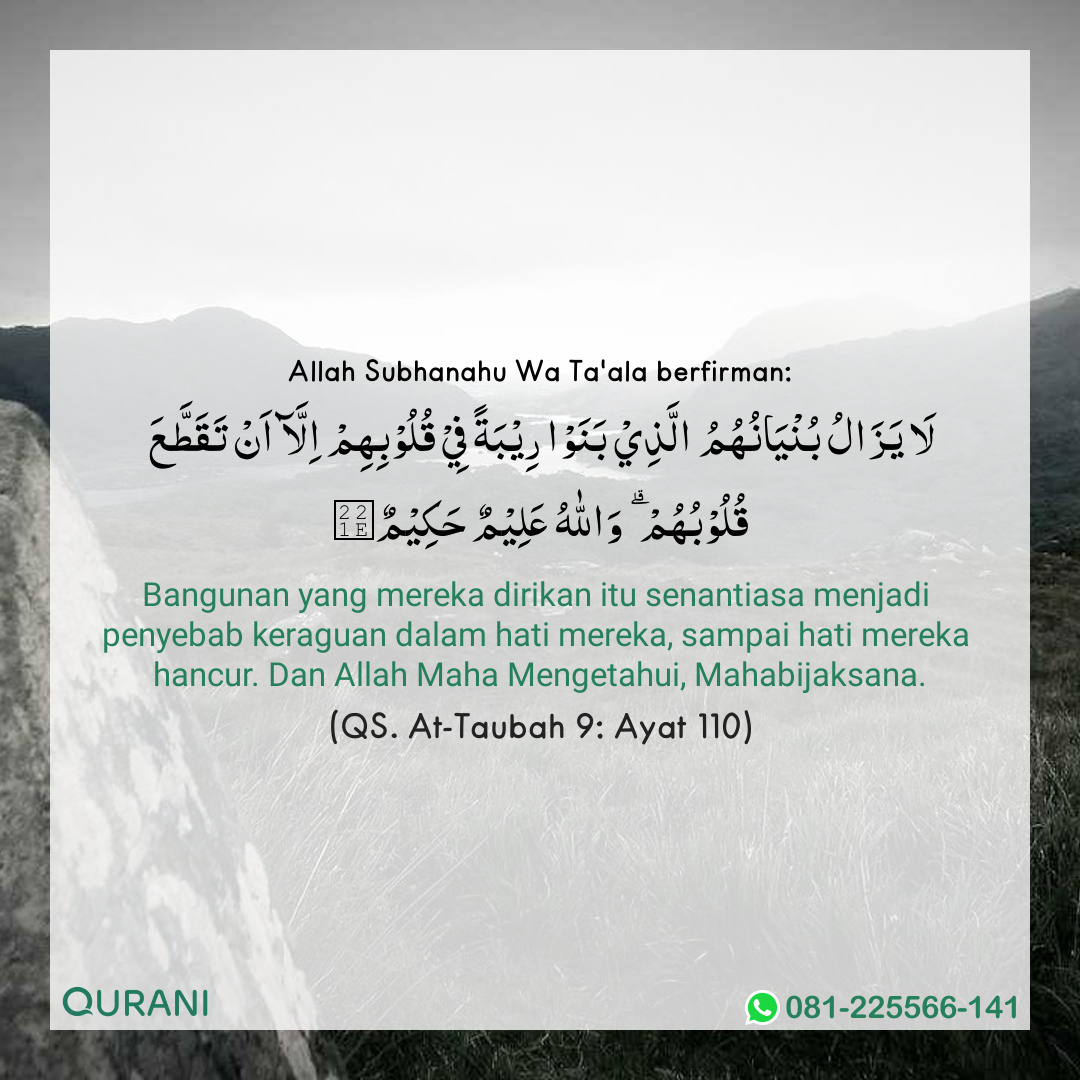 Allah Subhanahu Wa Ta'ala berfirman:
لَا يَزَالُ بُنْيَانُهُمُ الَّذِيْ بَنَوْا رِيْبَةً فِيْ قُلُوْبِهِمْ اِلَّاۤ اَنْ تَقَطَّعَ
قُلُوْبُهُمْ ۗ وَاللّٰهُ عَلِيْمٌ حَكِيْمٌ∞
Bangunan yang mereka dirikan itu senantiasa menjadi
penyebab keraguan dalam hati mereka, sampai hati mereka
hancur. Dan Allah Maha Mengetahui, Mahabijaksana.
(QS. At-Taubah 9: Ayat 110)
QURANI
081-225566-141